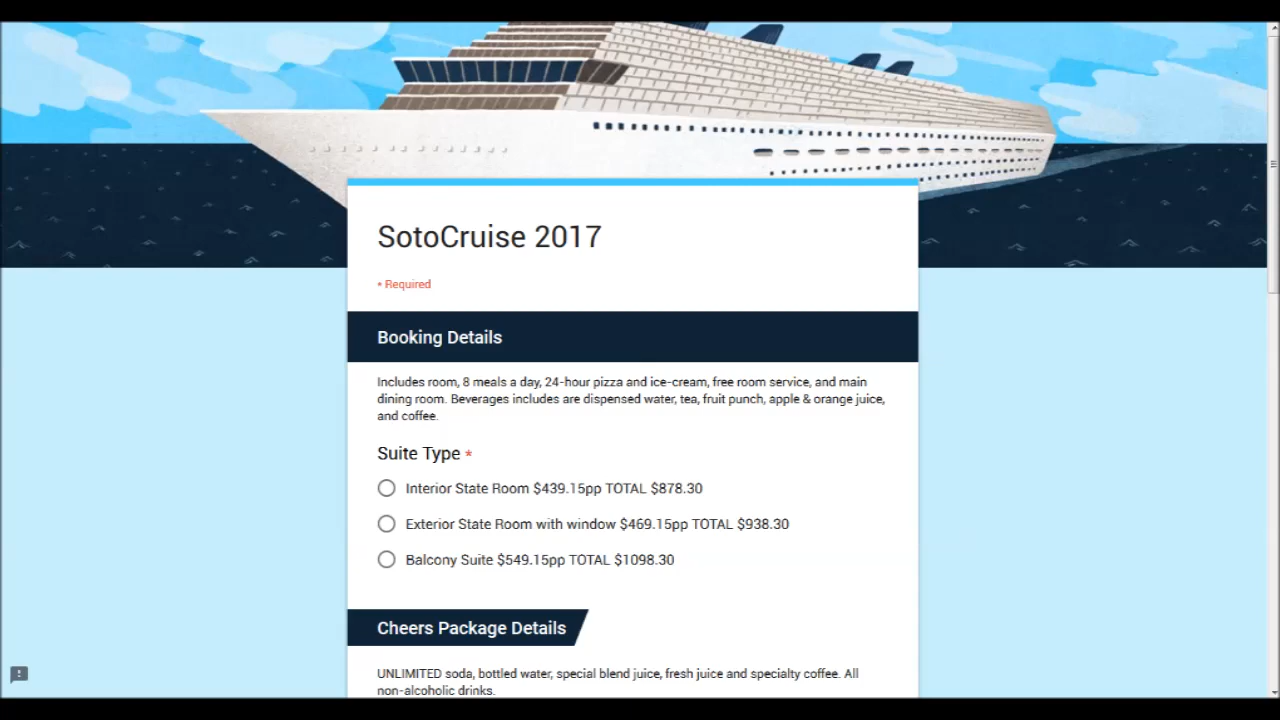 SotoCruise 2017
* Required
Booking Details
Includes room, 8 meals a day, 24-hour pizza and ice-cream, free room service, and main
dining room. Beverages includes are dispensed water, tea, fruit punch, apple & orange juice,
and coffee.
Suite Type *
Interior State Room $439.15pp TOTAL $878.30
Exterior State Room with window $469.15pp TOTAL $938.30
Balcony Suite $549.15pp TOTAL $1098.30
Cheers Package Details
UNLIMITED soda, bottled water, special blend juice, fresh juice and specialty coffee. All
non-alcoholic drinks.